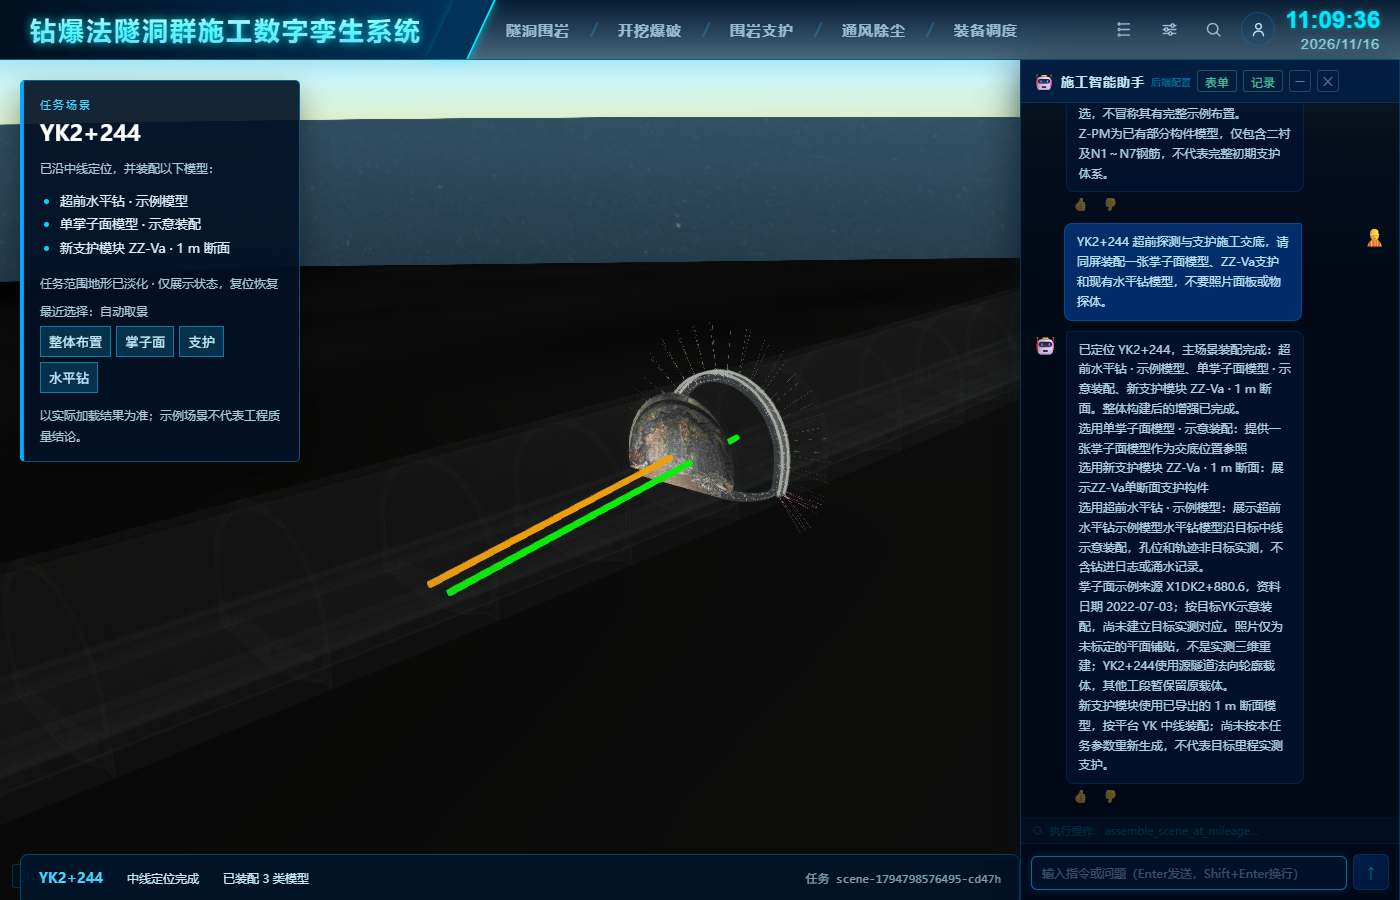 钻爆法隧洞群施工数字孪生系统
隧洞围岩 / 开挖爆破 / 围岩支护 / 通风除尘 / 装备调度
11:09:36
2026/11/16
任务场景
YK2+244
已沿中线定位，并装配以下模型：
超前水平钻 · 示例模型
单掌子面模型 · 示意装配
新支护模块 ZZ-Va · 1 m 断面
任务范围地形已淡化 · 仅展示状态，复位恢复
最近选择：自动取景
整体布置 掌子面 支护
水平钻
以实际加载结果为准；示例场景不代表工程质
量结论。
施工智能助手 后端配置 表单 记录
选，不冒称其有完整示例布置。
Z-PM为已有部分构件模型，仅包含二衬
及N1～N7钢筋，不代表完整初期支护
体系。
YK2+244 超前探测与支护施工交底，请
同屏装配一张掌子面模型、ZZ-Va支护
和现有水平钻模型，不要照片面板或物
探体。
已定位 YK2+244，主场景装配完成：超
前水平钻 · 示例模型、单掌子面模型 · 示
意装配、新支护模块 ZZ-Va · 1 m 断
面。整体构建后的增强已完成。
选用单掌子面模型 · 示意装配：提供一
张掌子面模型作为交底位置参照
选用新支护模块 ZZ-Va · 1 m 断面：展
示ZZ-Va单断面支护构件
选用超前水平钻 · 示例模型：展示超前
水平钻示例模型水平钻模型沿目标中线
示意装配，孔位和轨迹非目标实测，不
含钻进日志或涌水记录。
掌子面示例来源 X1DK2+880.6，资料
日期 2022-07-03；按目标YK示意装
配，尚未建立目标实测对应。照片仅为
未标定的平面铺贴，不是实测三维重
建；YK2+244使用源隧道法向轮廓载
体，其他工段暂保留原载体。
新支护模块使用已导出的 1 m 断面模
型，按平台 YK 中线装配；尚未按本任
务参数重新生成，不代表目标里程实测
支护。
执行操作：assemble_scene_at_mileage...
输入指令或问题（Enter发送，Shift+Enter换行）
YK2+244 中线定位完成 已装配 3 类模型
任务 scene-1794798576495-cd47h